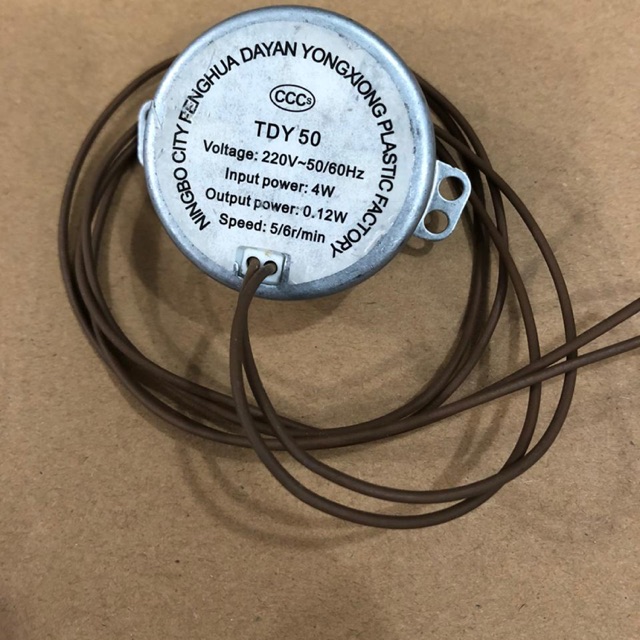 NINGBO CITY FENGHUA DAYAN YONGXIONG PLASTIC FACTORY
CCCs
TDY 50
Voltage: 220V~50/60Hz
Input power: 4W
Output power: 0.12W
Speed: 5/6r/min